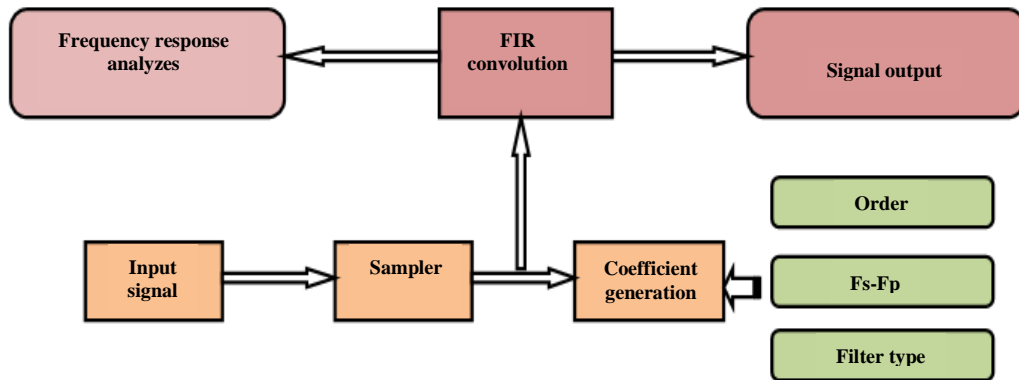 Frequency response
analyzes
FIR
convolution
Signal output
Order
Input
signal
Sampler
Coefficient
generation
Fs-Fp
Filter type